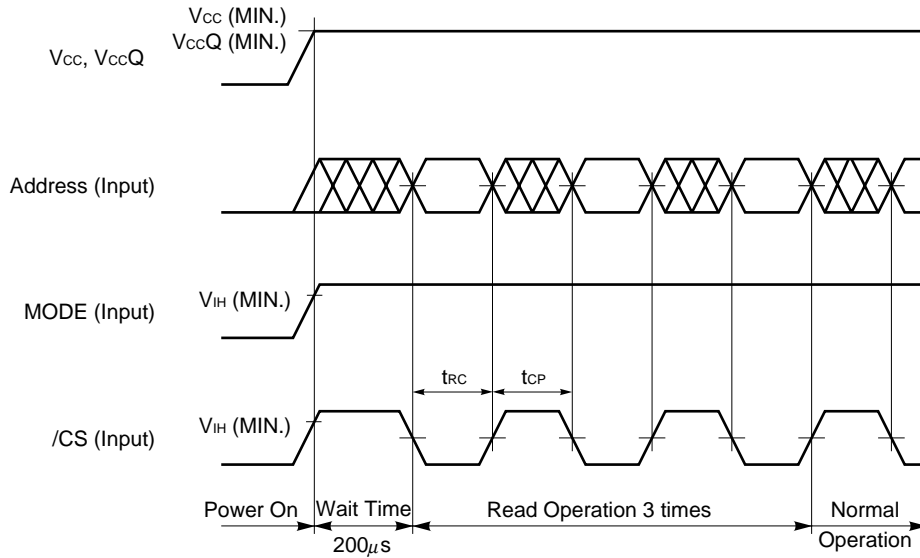 VCC (MIN.)
VCCQ (MIN.)
VCC, VCCQ
Address (Input)
VIH (MIN.)
MODE (Input)
tRC
tCP
VIH (MIN.)
/CS (Input)
Power On
Wait Time
Read Operation 3 times
Normal
200μs
Operation